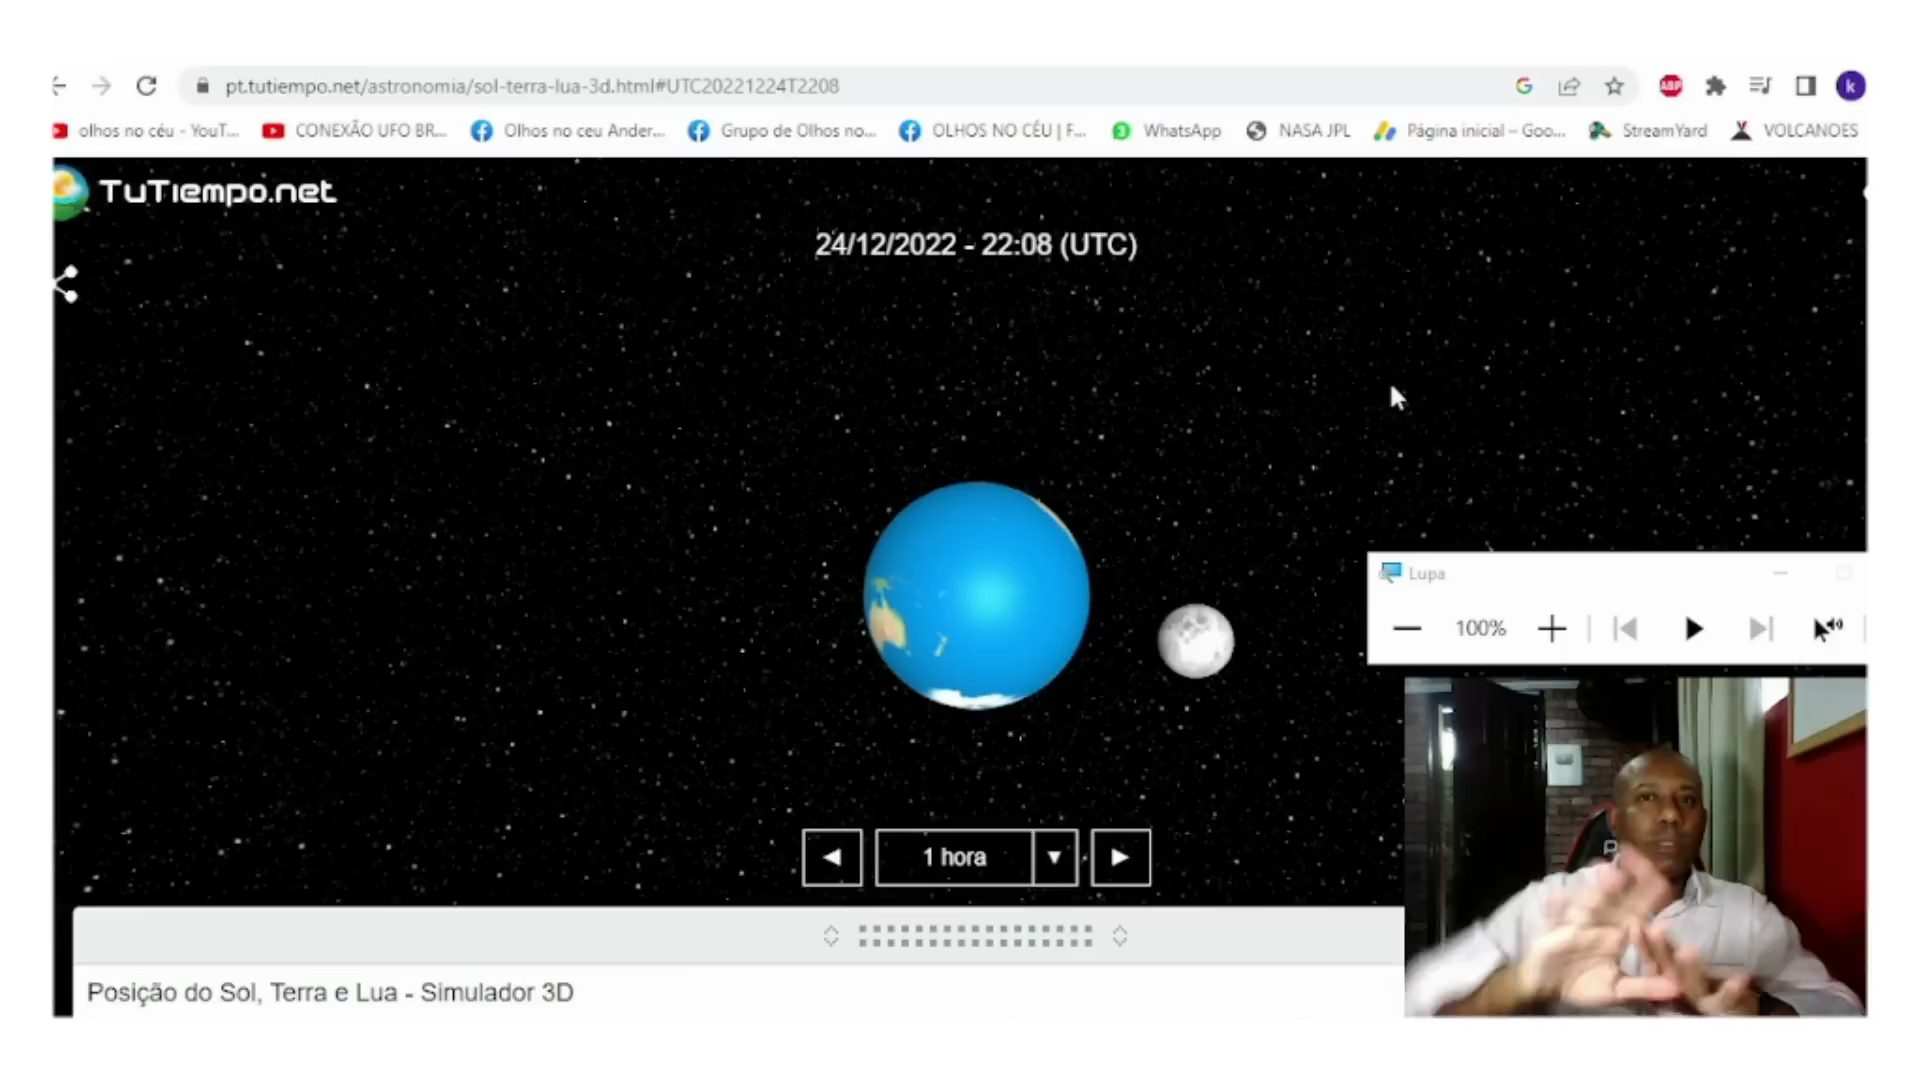 pt.tutiempo.net/astronomia/sol-terra-lua-3d.html#UTC20221224T2208
ABP
k
olhos no céu - YouT...
CONEXÃO UFO BR...
Olhos no ceu Ander...
Grupo de Olhos no...
OLHOS NO CÉU | F...
WhatsApp
NASA JPL
Página inicial – Goo...
StreamYard
VOLCANOES
TuTiempo.net
24/12/2022 - 22:08 (UTC)
Lupa
100%
1 hora
Posição do Sol, Terra e Lua - Simulador 3D